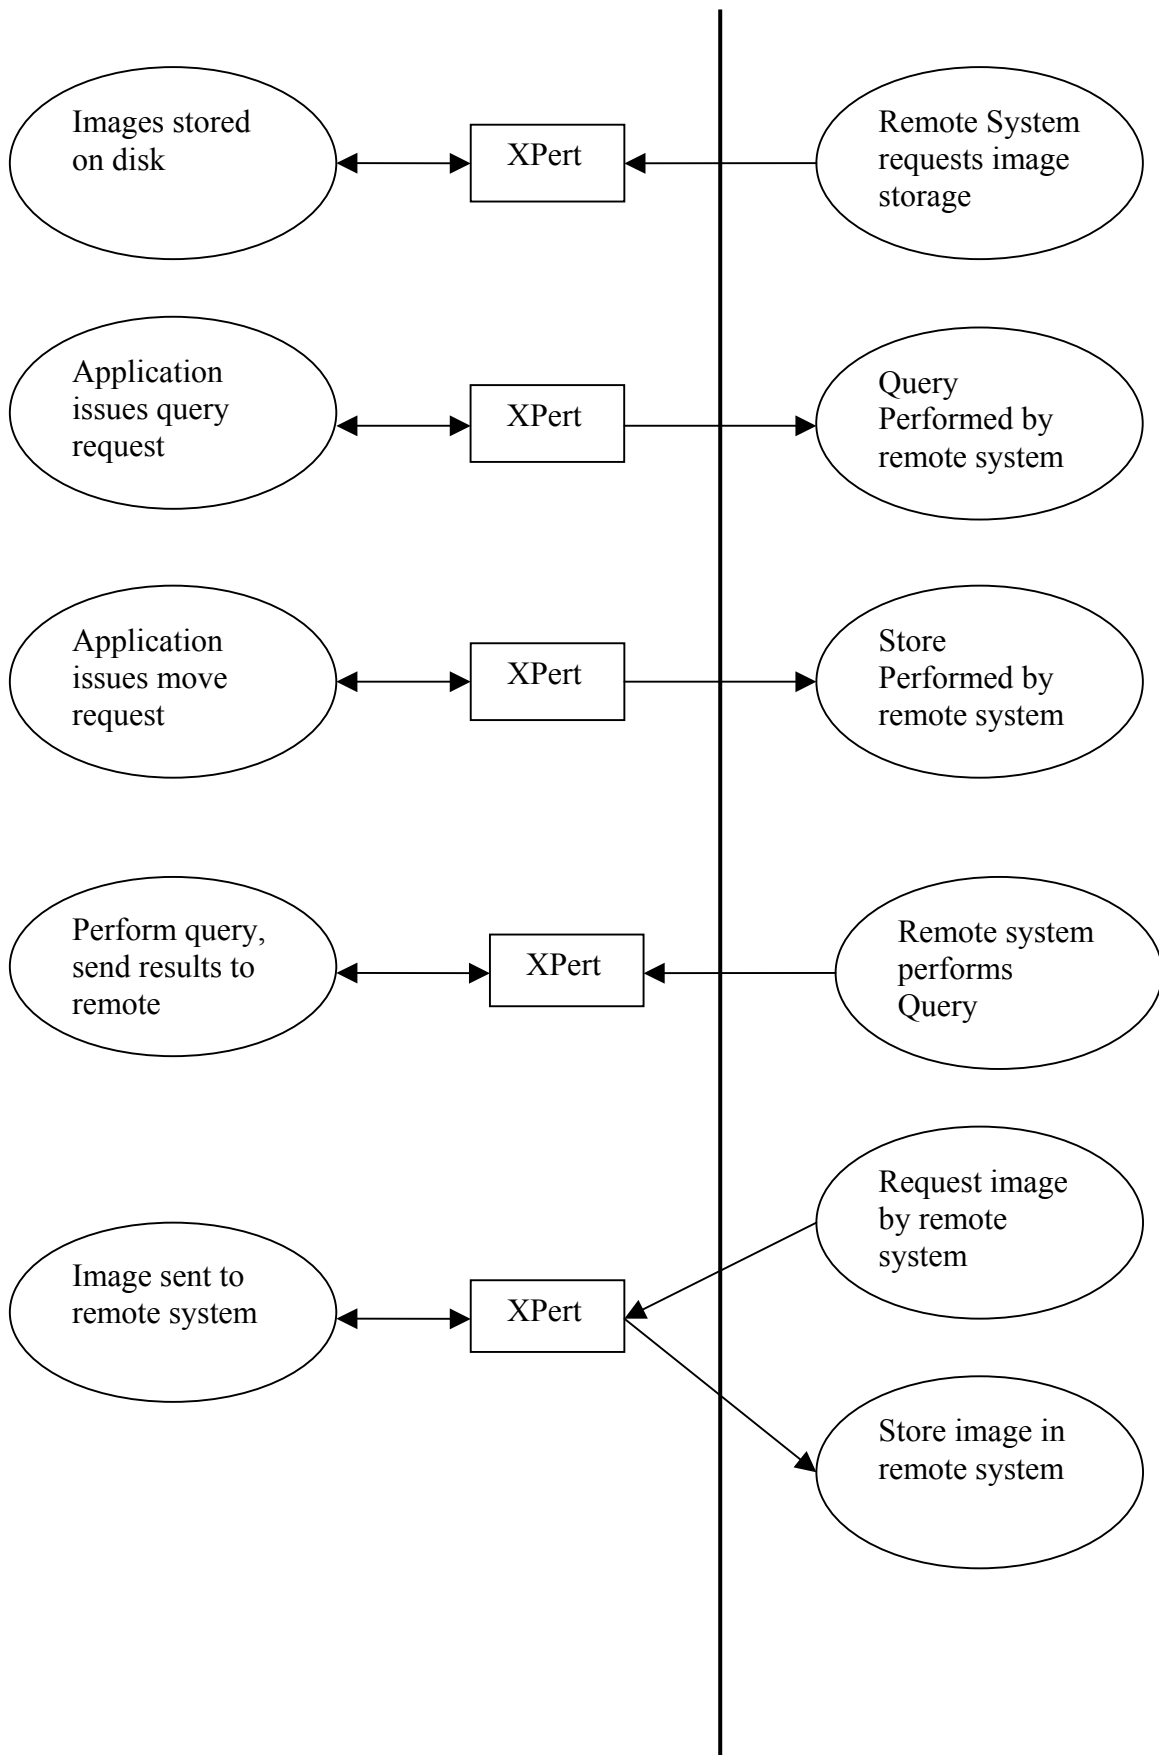 Images stored
on disk
XPert
Remote System
requests image
storage
Application
issues query
request
XPert
Query
Performed by
remote system
Application
issues move
request
XPert
Store
Performed by
remote system
Perform query,
send results to
remote
XPert
Remote system
performs
Query
Image sent to
remote system
XPert
Request image
by remote
system
Store image in
remote system